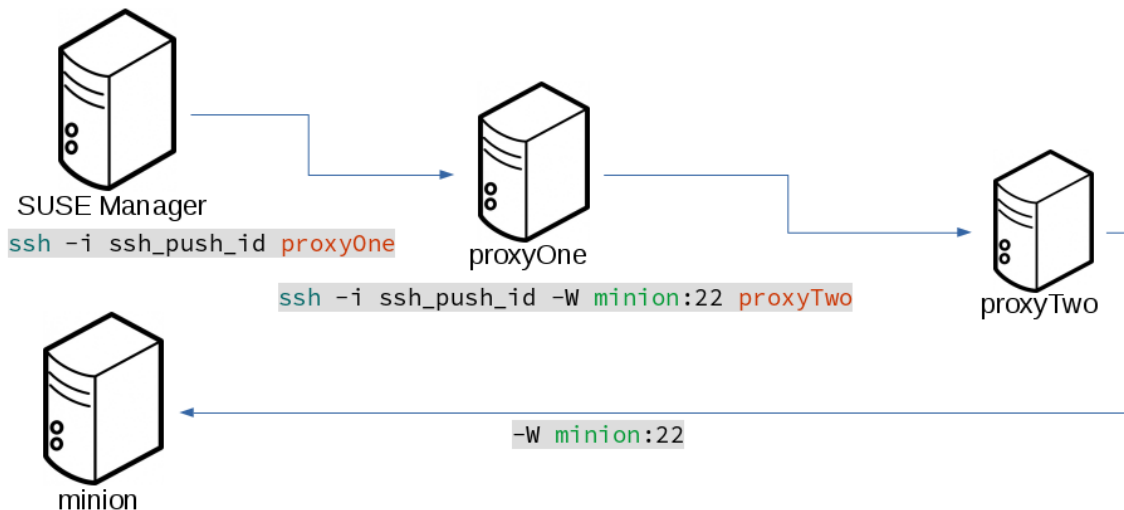 SUSE Manager
ssh -i ssh_push_id proxyOne
proxyOne
ssh -i ssh_push_id -W minion:22 proxyTwo
proxyTwo
-W minion:22
minion